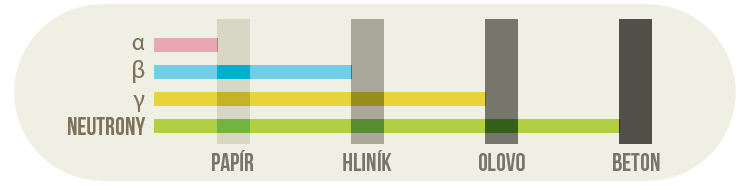 α
β
γ
NEUTRONY
PAPÍR HLINÍK OLOVO BETON